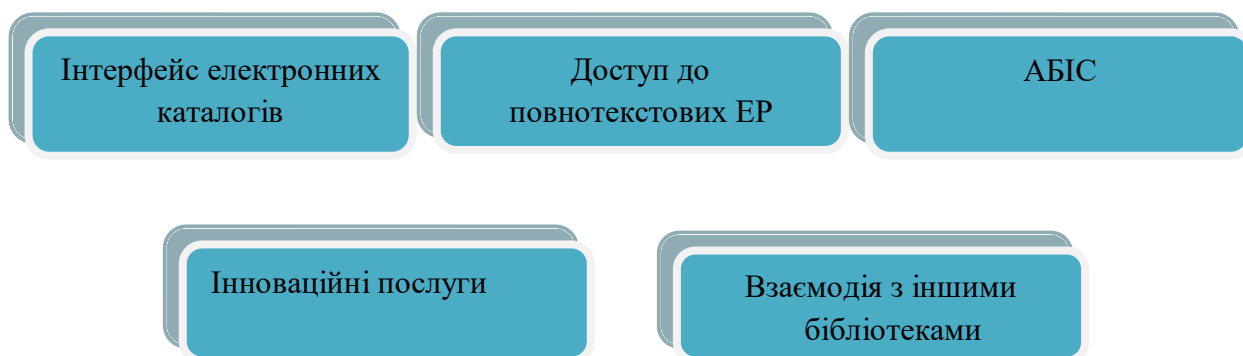 Інтерфейс електронних
каталогів
Доступ до
повнотекстових ЕР
АБІС
Інноваційні послуги
Взаємодія з іншими
бібліотеками